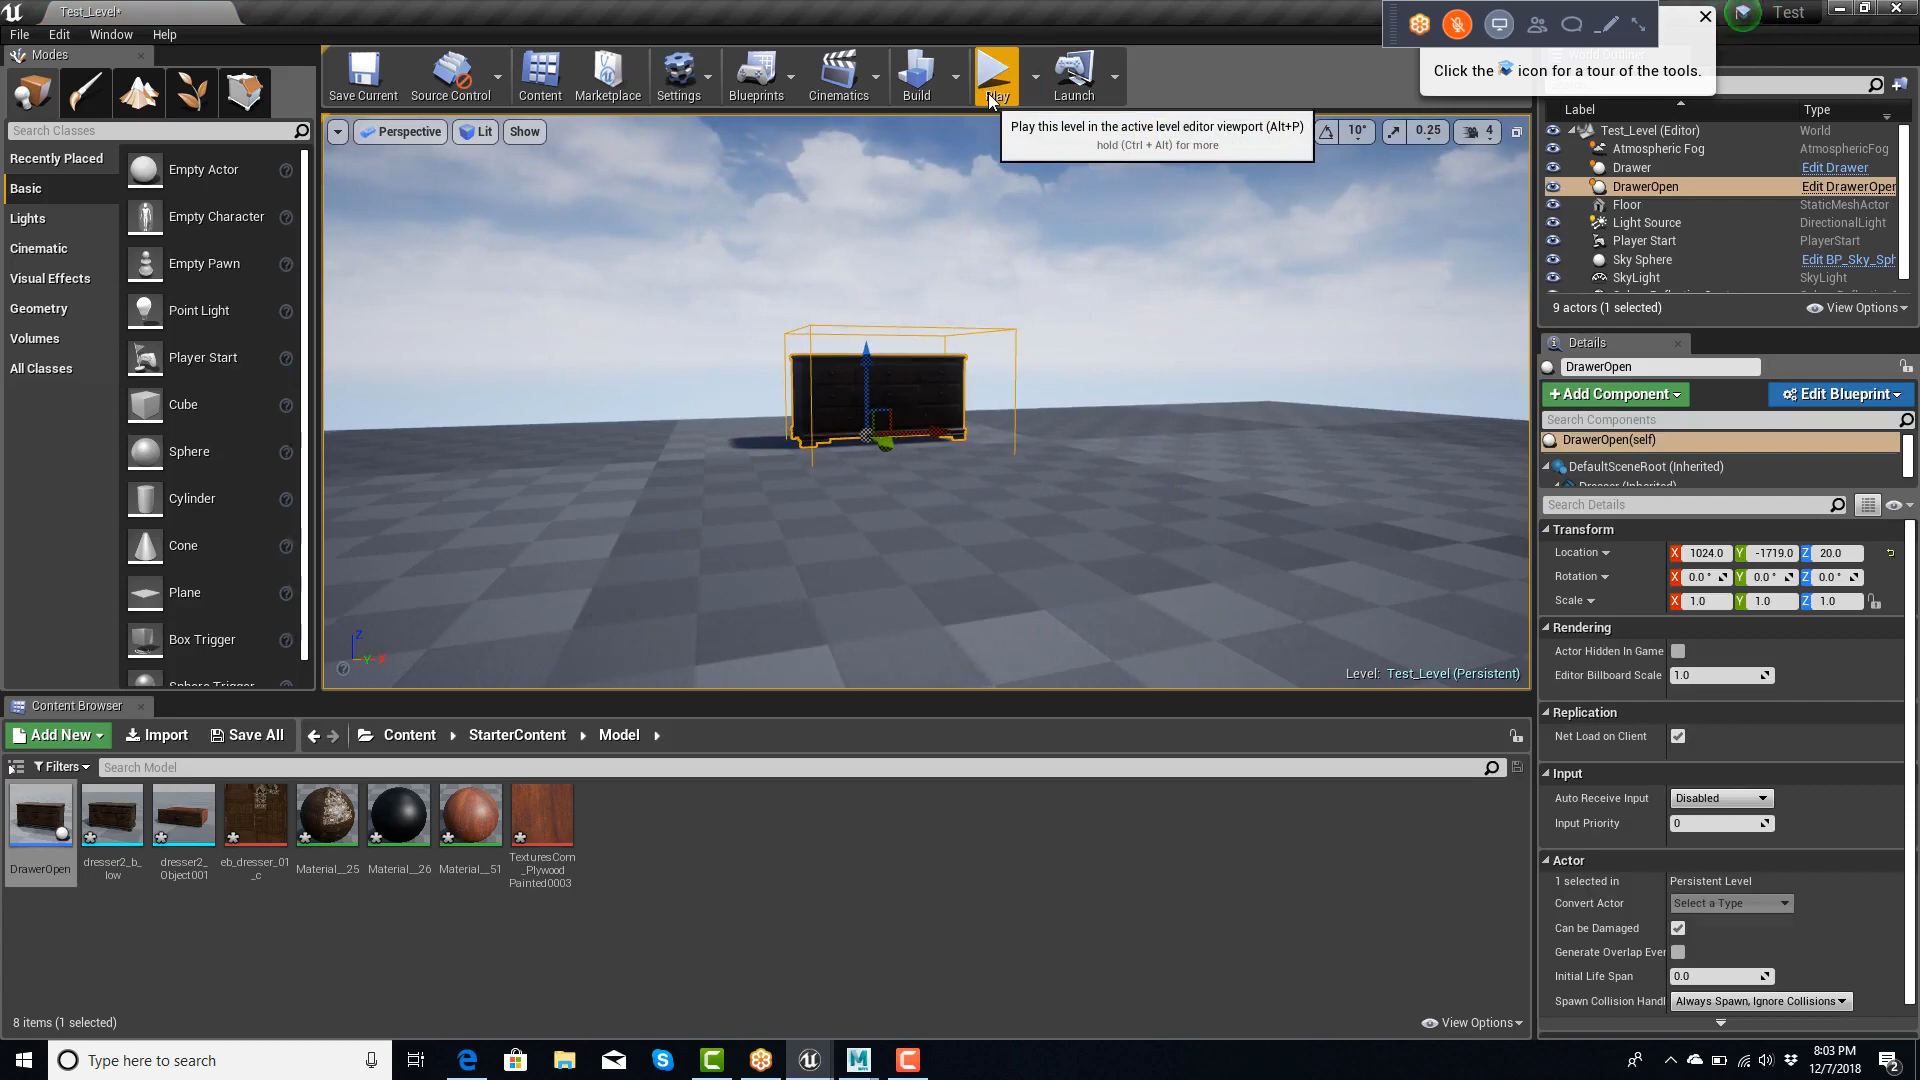 Test_Level*
Test
File Edit Window Help
Click the icon for a tour of the tools.
Modes
Save Current Source Control Content Marketplace Settings Blueprints Cinematics Build Play Launch
Search Classes
Perspective Lit Show
Play this level in the active level editor viewport (Alt+P)
hold (Ctrl + Alt) for more
10° 0.25 4
Recently Placed
Basic
Lights
Cinematic
Visual Effects
Geometry
Volumes
All Classes
Empty Actor
Empty Character
Empty Pawn
Point Light
Player Start
Cube
Sphere
Cylinder
Cone
Plane
Box Trigger
Sphere Trigger
Z
Y X
Level: Test_Level (Persistent)
Label Type
Test_Level (Editor) World
Atmospheric Fog AtmosphericFog
Drawer Edit Drawer
DrawerOpen Edit DrawerOpen
Floor StaticMeshActor
Light Source DirectionalLight
Player Start PlayerStart
Sky Sphere Edit BP_Sky_Sph
SkyLight SkyLight
9 actors (1 selected) View Options
Details
DrawerOpen
+Add Component Edit Blueprint
Search Components
DrawerOpen(self)
DefaultSceneRoot (Inherited)
Dresser (Inherited)
Search Details
Transform
Location X 1024.0 Y -1719.0 Z 20.0
Rotation X 0.0 ° Y 0.0 ° Z 0.0 °
Scale X 1.0 Y 1.0 Z 1.0
Rendering
Actor Hidden In Game
Editor Billboard Scale 1.0
Replication
Net Load on Client
Input
Auto Receive Input Disabled
Input Priority 0
Actor
1 selected in Persistent Level
Convert Actor Select a Type
Can be Damaged
Generate Overlap Ever
Initial Life Span 0.0
Spawn Collision Handl Always Spawn, Ignore Collisions
Content Browser
Add New Import Save All Content StarterContent Model
Filters Search Model
DrawerOpen
dresser2_b_
low
dresser2_
Object001
eb_dresser_01
_c
Material__25
Material__26
Material__51
TexturesCom
_Plywood
Painted0003
8 items (1 selected) View Options
Type here to search
8:03 PM
12/7/2018
2